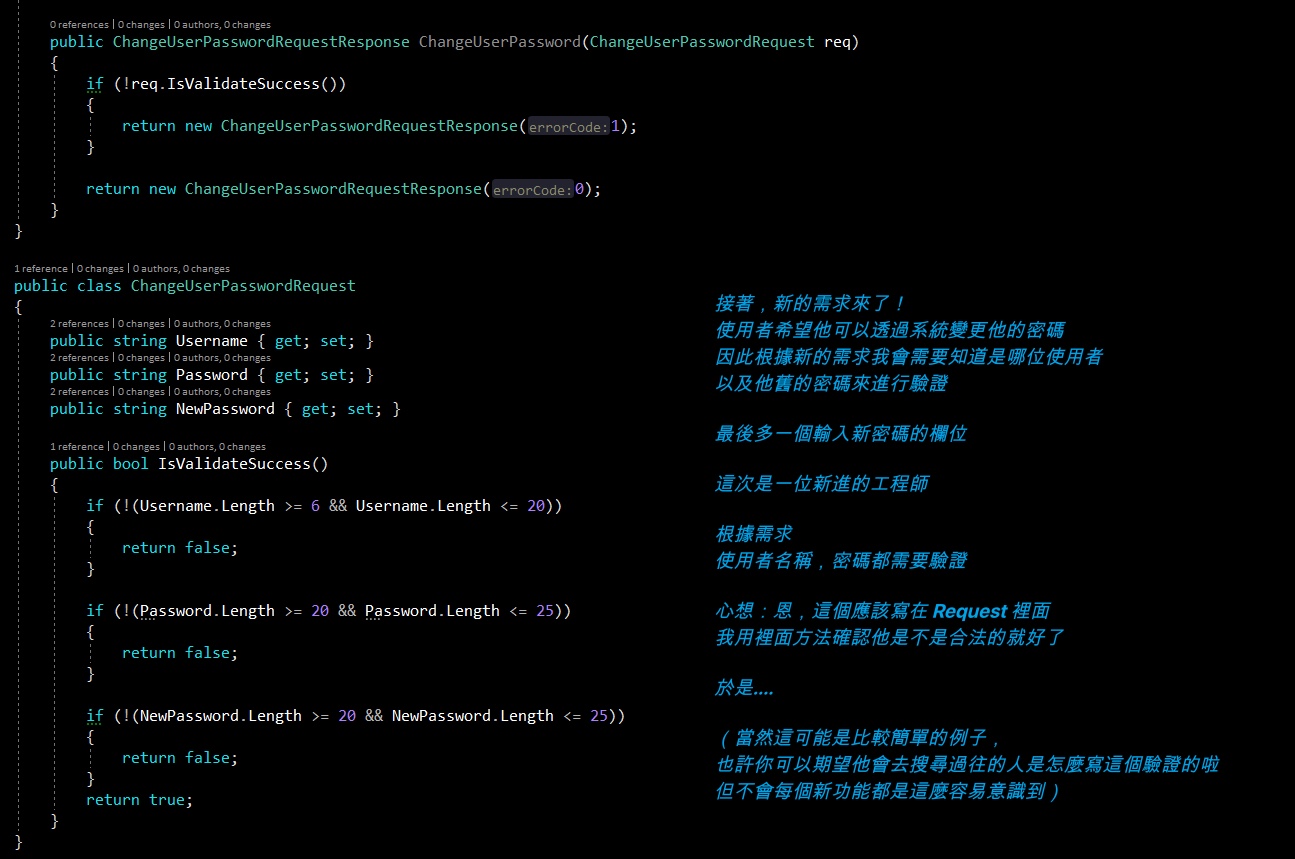 0 references | 0 changes | 0 authors, 0 changes
public ChangeUserPasswordRequestResponse ChangeUserPassword(ChangeUserPasswordRequest req)
{
if (!req.IsValidateSuccess())
{
return new ChangeUserPasswordRequestResponse(errorCode:1);
}
return new ChangeUserPasswordRequestResponse(errorCode:0);
}
}
1 reference | 0 changes | 0 authors, 0 changes
public class ChangeUserPasswordRequest
{
2 references | 0 changes | 0 authors, 0 changes
public string Username { get; set; }
2 references | 0 changes | 0 authors, 0 changes
public string Password { get; set; }
2 references | 0 changes | 0 authors, 0 changes
public string NewPassword { get; set; }
1 reference | 0 changes | 0 authors, 0 changes
public bool IsValidateSuccess()
{
if (!(Username.Length >= 6 && Username.Length <= 20))
{
return false;
}
if (!(Password.Length >= 20 && Password.Length <= 25))
{
return false;
}
if (!(NewPassword.Length >= 20 && NewPassword.Length <= 25))
{
return false;
}
return true;
}
}
接著，新的需求來了！
使用者希望他可以透過系統變更他的密碼
因此根據新的需求我會需要知道是哪位使用者
以及他舊的密碼來進行驗證
最後多一個輸入新密碼的欄位
這次是一位新進的工程師
根據需求
使用者名稱，密碼都需要驗證
心想：恩，這個應該寫在 Request 裡面
我用裡面方法確認他是不是合法的就好了
於是....
（當然這可能是比較簡單的例子，
也許你可以期望他會去搜尋過往的人是怎麼寫這個驗證的啦
但不會每個新功能都是這麼容易意識到）